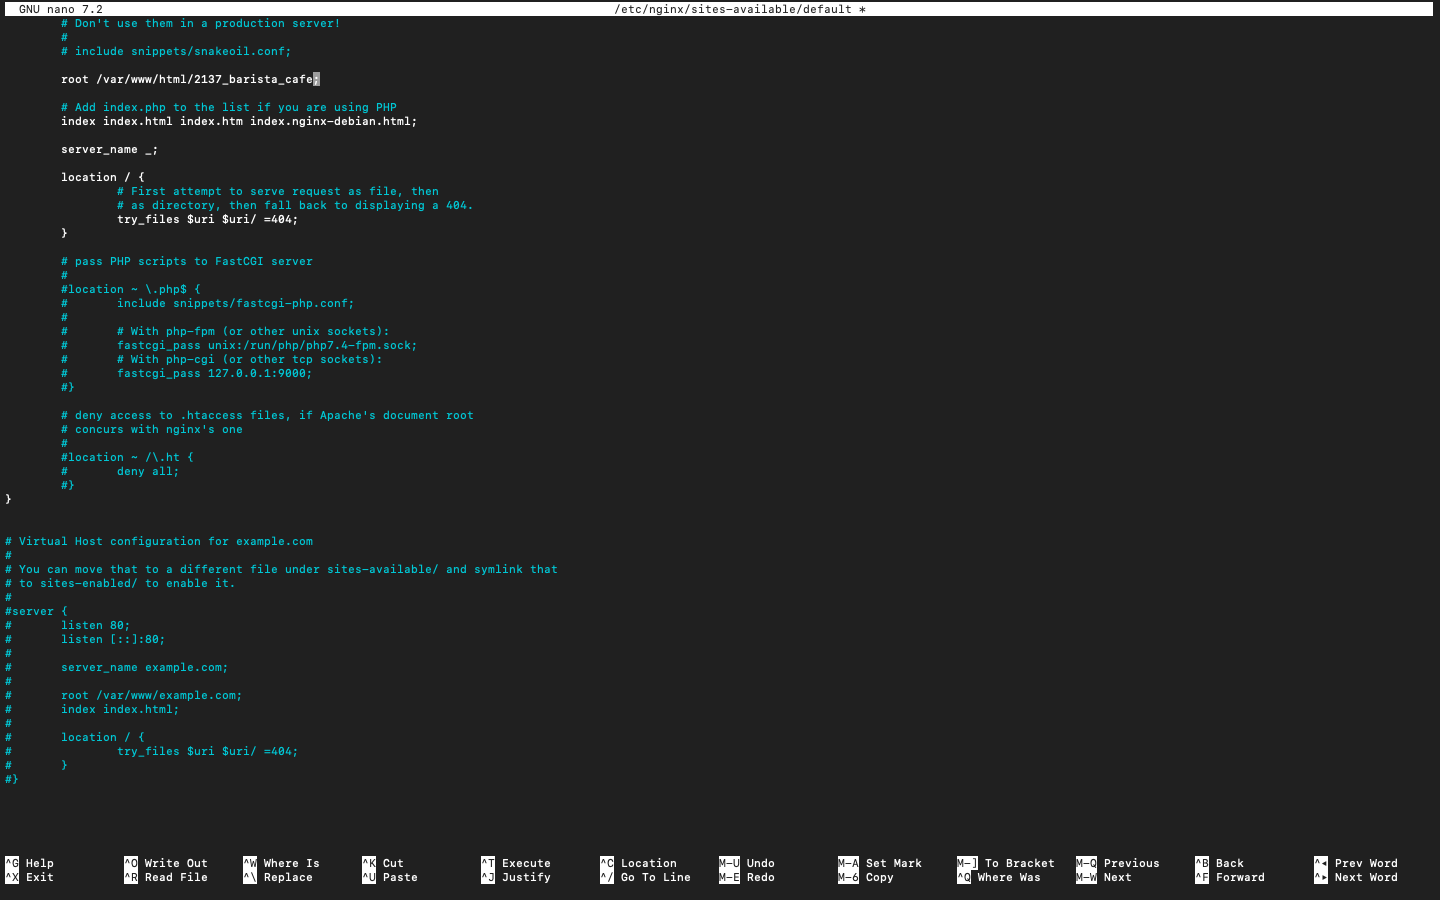 GNU nano 7.2 /etc/nginx/sites-available/default *
# Don't use them in a production server!
#
# include snippets/snakeoil.conf;
root /var/www/html/2137_barista_cafe;
# Add index.php to the list if you are using PHP
index index.html index.htm index.nginx-debian.html;
server_name _;
location / {
# First attempt to serve request as file, then
# as directory, then fall back to displaying a 404.
try_files $uri $uri/ =404;
}
# pass PHP scripts to FastCGI server
#
#location ~ \.php$ {
# include snippets/fastcgi-php.conf;
#
# # With php-fpm (or other unix sockets):
# fastcgi_pass unix:/run/php/php7.4-fpm.sock;
# # With php-cgi (or other tcp sockets):
# fastcgi_pass 127.0.0.1:9000;
#}
# deny access to .htaccess files, if Apache's document root
# concurs with nginx's one
#
#location ~ /\.ht {
# deny all;
#}
}
# Virtual Host configuration for example.com
#
# You can move that to a different file under sites-available/ and symlink that
# to sites-enabled/ to enable it.
#
#server {
# listen 80;
# listen [::]:80;
#
# server_name example.com;
#
# root /var/www/example.com;
# index index.html;
#
# location / {
# try_files $uri $uri/ =404;
# }
#}
^G Help ^O Write Out ^W Where Is ^K Cut ^T Execute ^C Location M-U Undo M-A Set Mark M-] To Bracket M-Q Previous ^B Back ^◂ Prev Word
^X Exit ^R Read File ^\ Replace ^U Paste ^J Justify ^/ Go To Line M-E Redo M-6 Copy ^Q Where Was M-W Next ^F Forward ^▸ Next Word